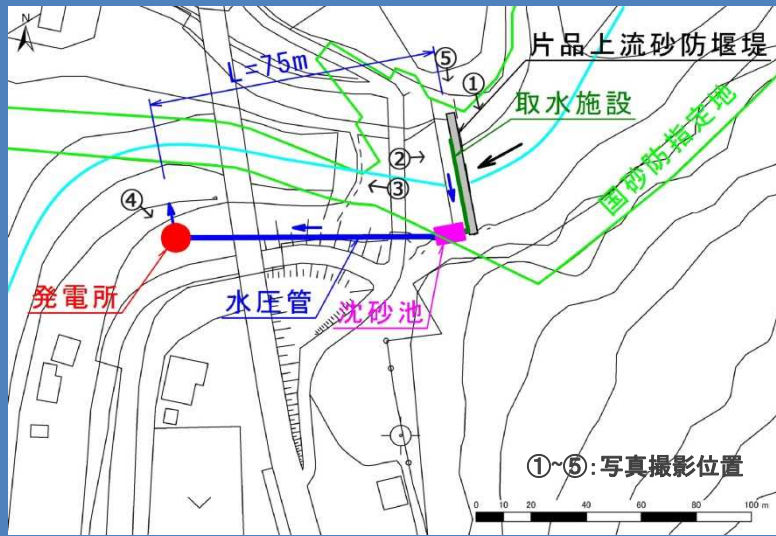 N
L=75m
⑤
①
片品上流砂防堰堤
取水施設
②
③
国砂防指定地
④
発電所
水圧管
沈砂池
①~⑤:写真撮影位置
0 10 20 40 60 80 100 m